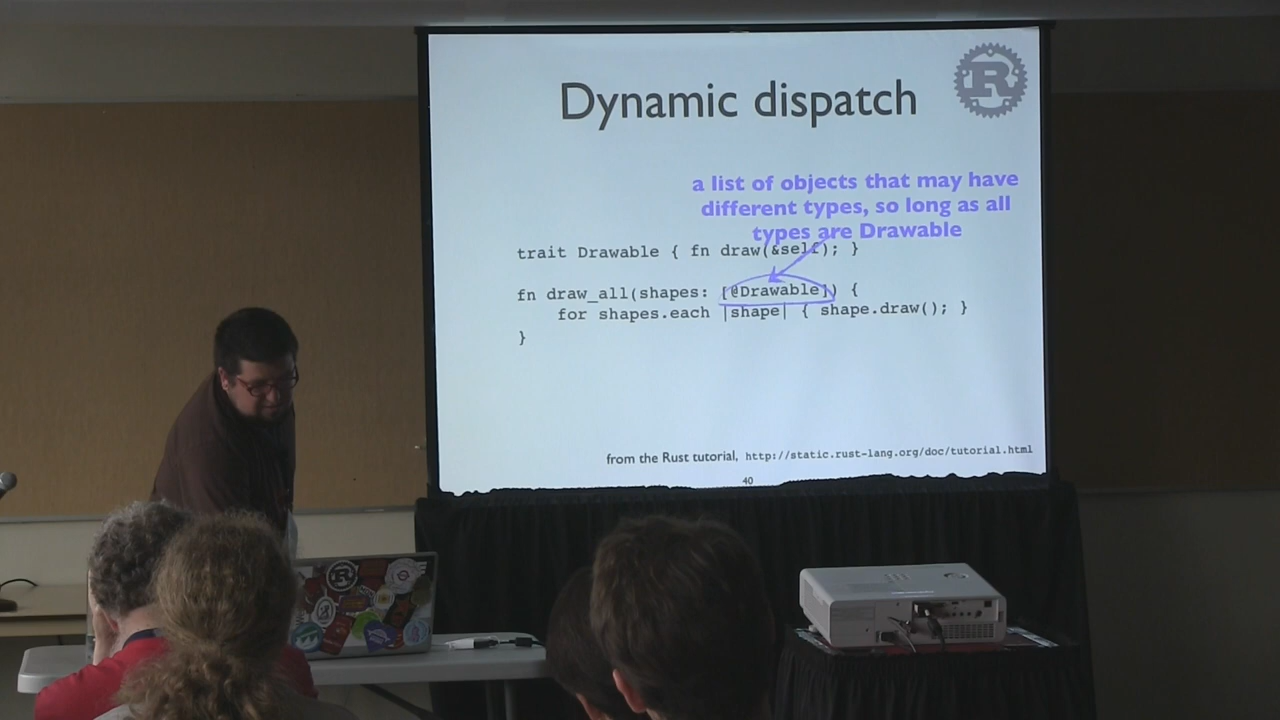 Dynamic dispatch
R
a list of objects that may have
different types, so long as all
types are Drawable
trait Drawable { fn draw(&self); }
fn draw_all(shapes: [@Drawable]) {
for shapes.each |shape| { shape.draw(); }
}
from the Rust tutorial, http://static.rust-lang.org/doc/tutorial.html
40
R